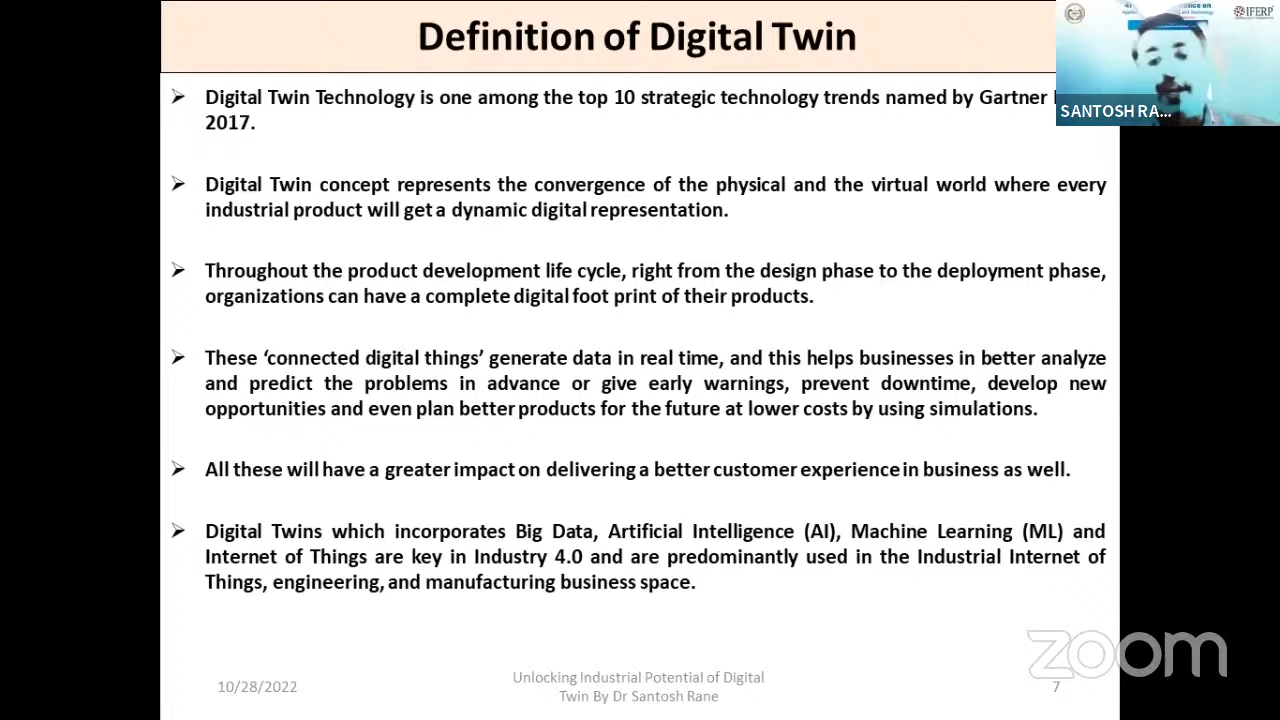 Definition of Digital Twin
➢ Digital Twin Technology is one among the top 10 strategic technology trends named by Gartner
2017.
➢ Digital Twin concept represents the convergence of the physical and the virtual world where every
industrial product will get a dynamic digital representation.
➢ Throughout the product development life cycle, right from the design phase to the deployment phase,
organizations can have a complete digital foot print of their products.
➢ These ‘connected digital things’ generate data in real time, and this helps businesses in better analyze
and predict the problems in advance or give early warnings, prevent downtime, develop new
opportunities and even plan better products for the future at lower costs by using simulations.
➢ All these will have a greater impact on delivering a better customer experience in business as well.
➢ Digital Twins which incorporates Big Data, Artificial Intelligence (AI), Machine Learning (ML) and
Internet of Things are key in Industry 4.0 and are predominantly used in the Industrial Internet of
Things, engineering, and manufacturing business space.
10/28/2022
Unlocking Industrial Potential of Digital
Twin By Dr Santosh Rane
7
IFERP
SANTOSH RA...
zoom